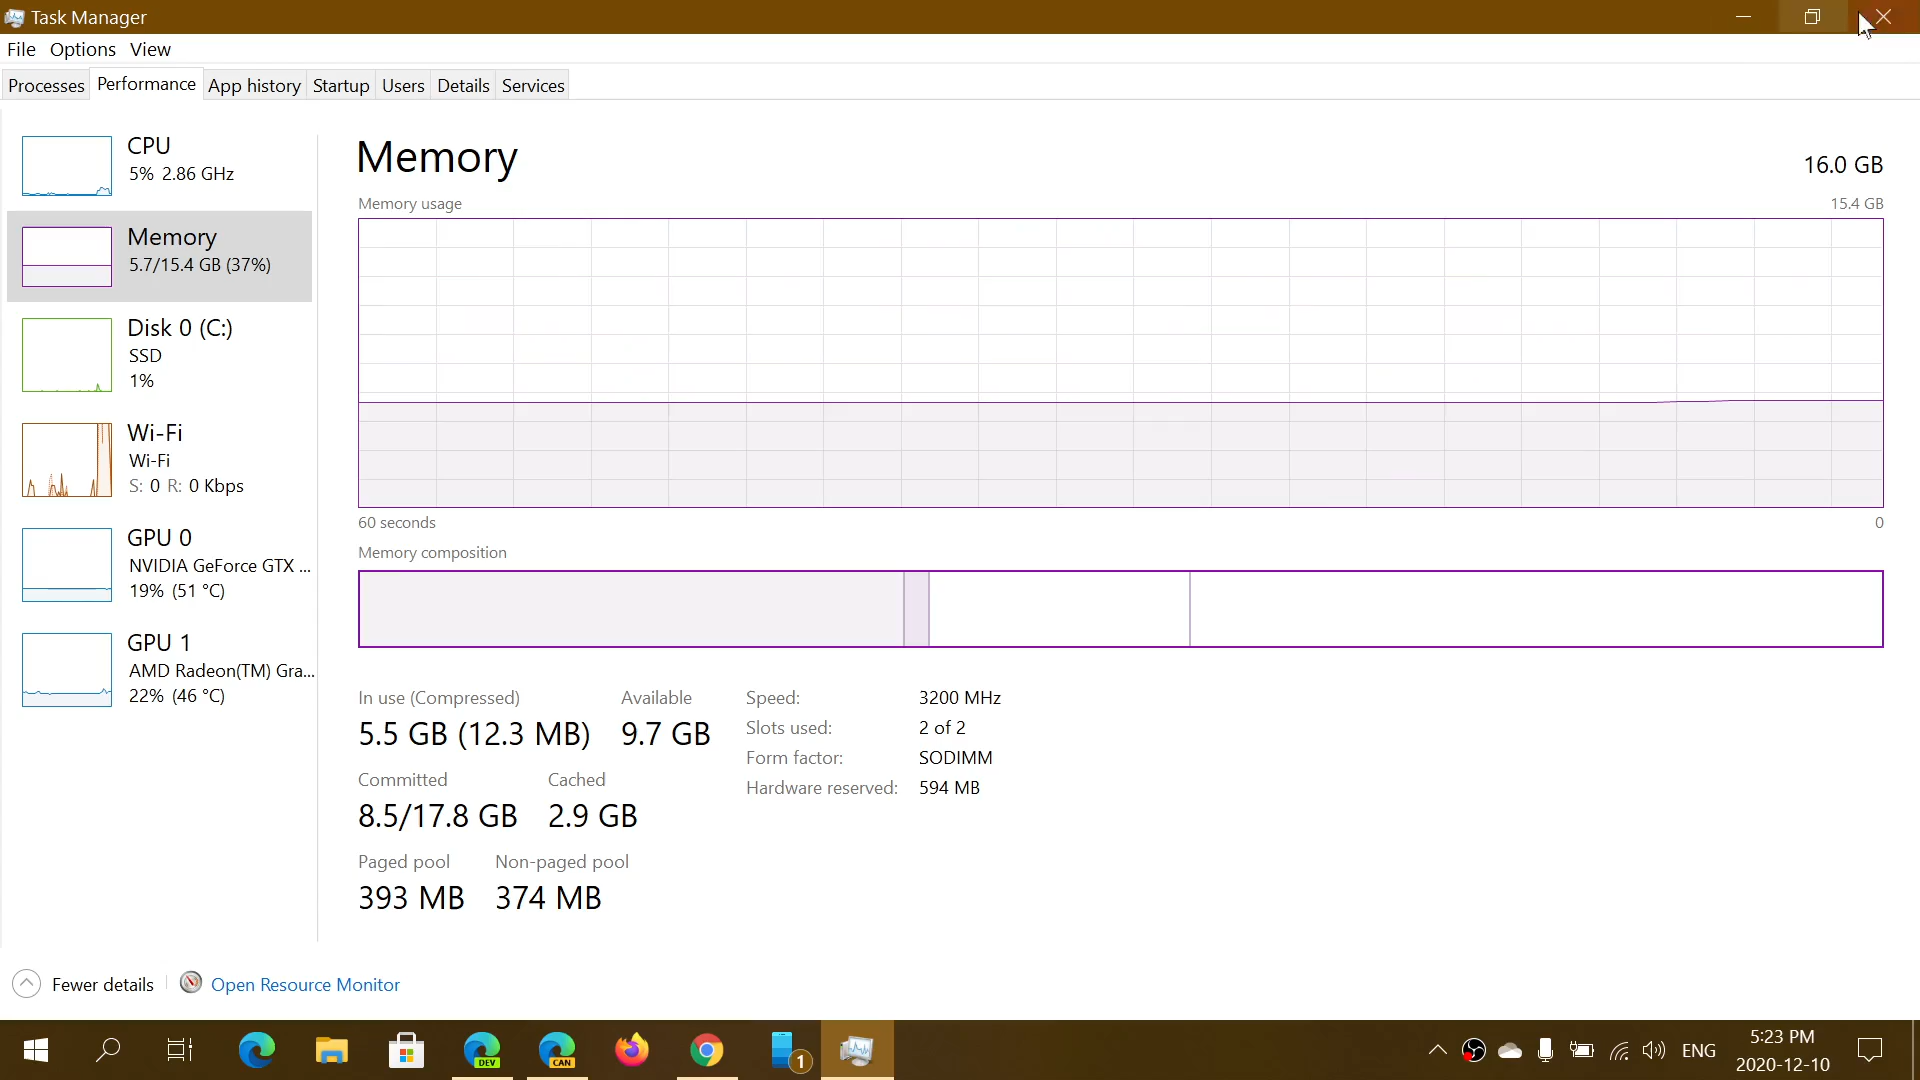 Task Manager
File Options View
Processes Performance App history Startup Users Details Services
CPU
5% 2.86 GHz
Memory
5.7/15.4 GB (37%)
Disk 0 (C:)
SSD
1%
Wi-Fi
Wi-Fi
S: 0 R: 0 Kbps
GPU 0
NVIDIA GeForce GTX ...
19% (51 °C)
GPU 1
AMD Radeon(TM) Gra...
22% (46 °C)
Memory
16.0 GB
Memory usage
15.4 GB
60 seconds
0
Memory composition
In use (Compressed) Available
5.5 GB (12.3 MB) 9.7 GB
Committed Cached
8.5/17.8 GB 2.9 GB
Paged pool Non-paged pool
393 MB 374 MB
Speed: 3200 MHz
Slots used: 2 of 2
Form factor: SODIMM
Hardware reserved: 594 MB
Fewer details Open Resource Monitor
DEV CAN 1 ENG
5:23 PM
2020-12-10